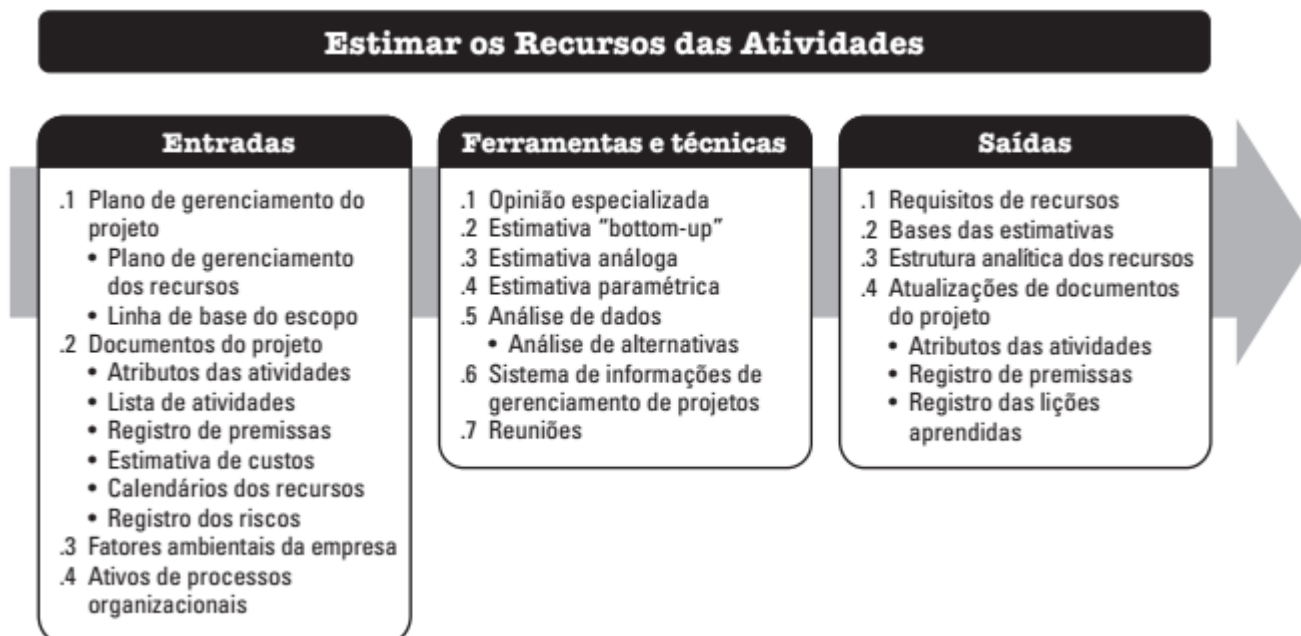 Estimar os Recursos das Atividades
Entradas
.1 Plano de gerenciamento do
projeto
• Plano de gerenciamento
dos recursos
• Linha de base do escopo
.2 Documentos do projeto
• Atributos das atividades
• Lista de atividades
• Registro de premissas
• Estimativa de custos
• Calendários dos recursos
• Registro dos riscos
.3 Fatores ambientais da empresa
.4 Ativos de processos
organizacionais
Ferramentas e técnicas
.1 Opinião especializada
.2 Estimativa “bottom-up”
.3 Estimativa análoga
.4 Estimativa paramétrica
.5 Análise de dados
• Análise de alternativas
.6 Sistema de informações de
gerenciamento de projetos
.7 Reuniões
Saídas
.1 Requisitos de recursos
.2 Bases das estimativas
.3 Estrutura analítica dos recursos
.4 Atualizações de documentos
do projeto
• Atributos das atividades
• Registro de premissas
• Registro das lições
aprendidas